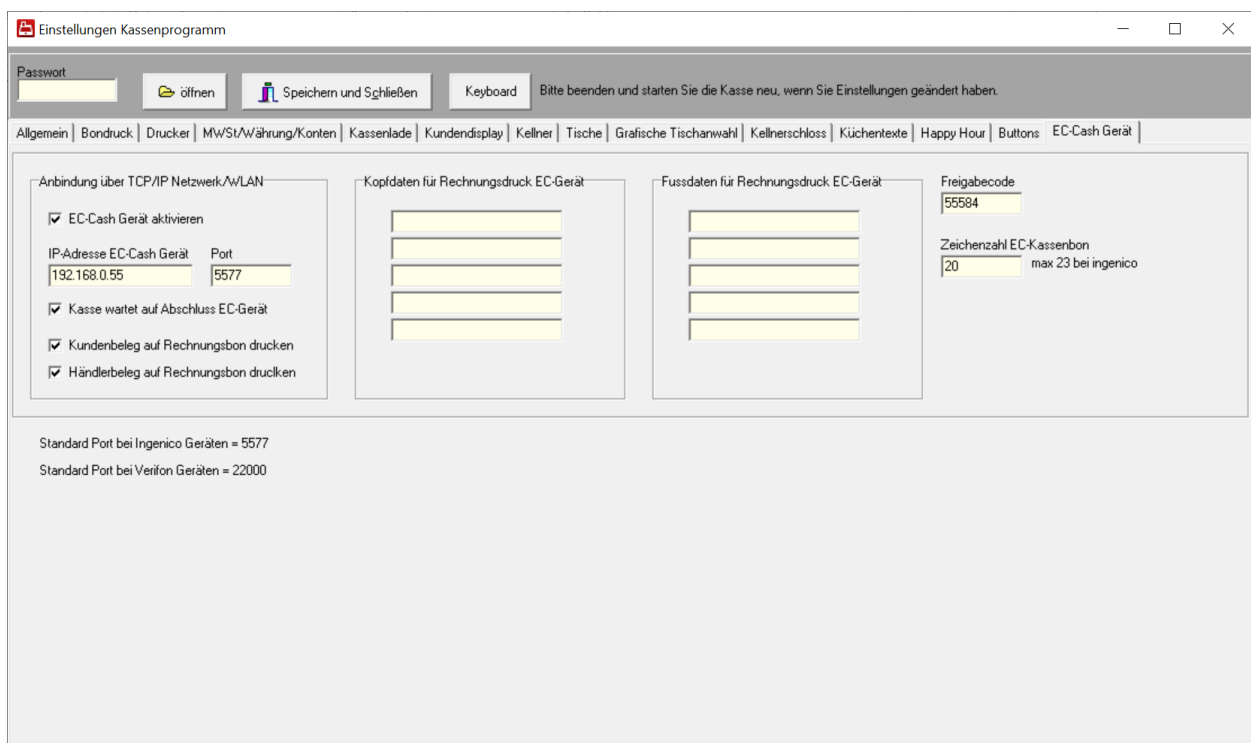 Einstellungen Kassenprogramm
Passwort
öffnen
Speichern und Schließen
Keyboard
Bitte beenden und starten Sie die Kasse neu, wenn Sie Einstellungen geändert haben.
Allgemein Bondruck Drucker MWSt/Währung/Konten Kassenlade Kundendisplay Kellner Tische Grafische Tischanwahl Kellnerschloss Küchentexte Happy Hour Buttons EC-Cash Gerät
Anbindung über TCP/IP Netzwerk/WLAN
EC-Cash Gerät aktivieren
IP-Adresse EC-Cash Gerät Port
192.168.0.55 5577
Kasse wartet auf Abschluss EC-Gerät
Kundenbeleg auf Rechnungsbon drucken
Händlerbeleg auf Rechnungsbon druclken
Kopfdaten für Rechnungsdruck EC-Gerät
Fussdaten für Rechnungsdruck EC-Gerät
Freigabecode
55584
Zeichenzahl EC-Kassenbon
20 max 23 bei ingenico
Standard Port bei Ingenico Geräten = 5577
Standard Port bei Verifon Geräten = 22000